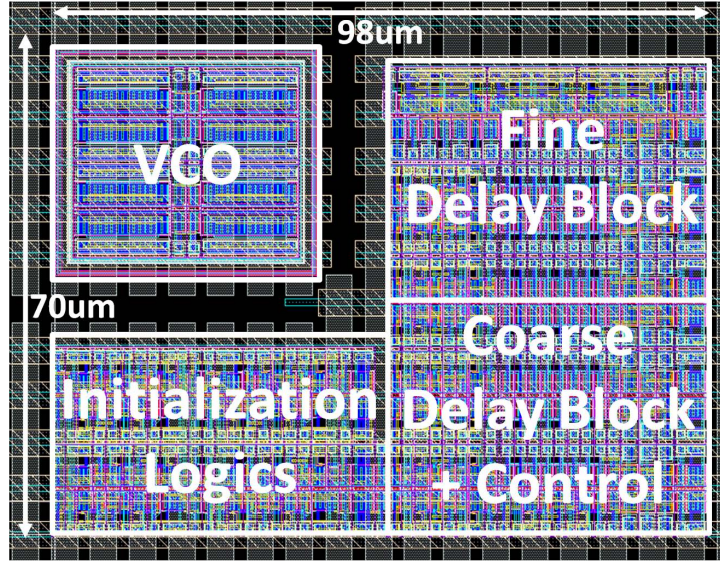 98um
VCO
Fine
Delay Block
70um
Coarse
Delay Block
+ Control
Initialization
Logics